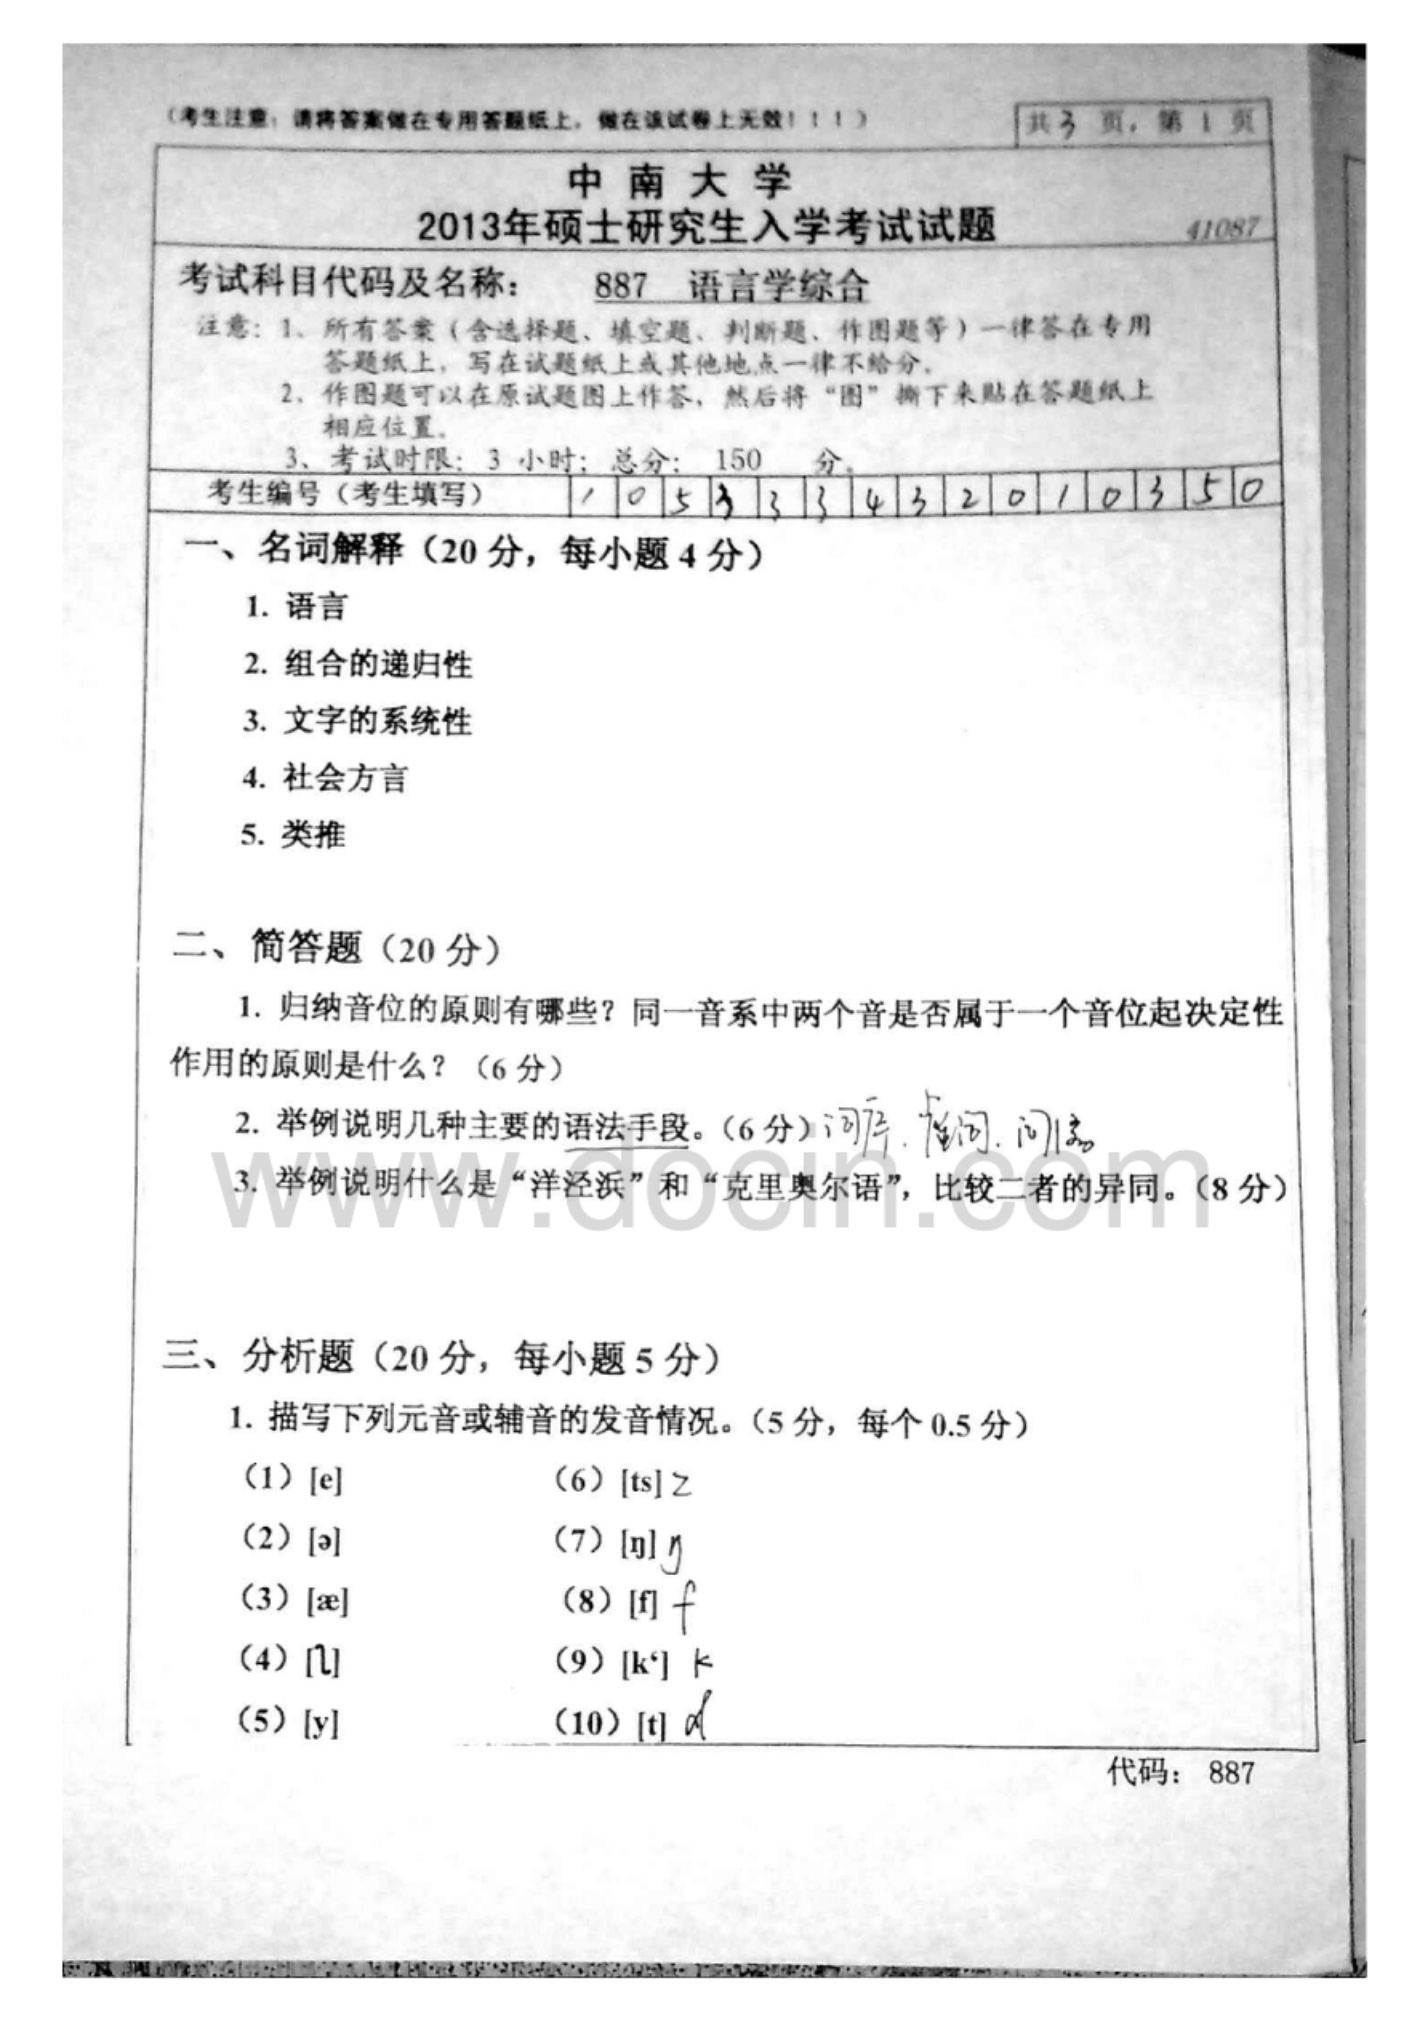 （考生注意：请将答案做在专用答题纸上，做在该试卷上无效！！！）
共 3 页，第 1 页
中 南 大 学
2013年硕士研究生入学考试试题
41087
考试科目代码及名称： 887 语言学综合
注意：1、所有答案（含选择题、填空题、判断题、作图题等）一律答在专用
答题纸上，写在试题纸上或其他地点一律不给分。
2、作图题可以在原试题图上作答，然后将“图”撕下来贴在答题纸上
相应位置。
3、考试时限：3 小时；总分： 150 分。
考生编号（考生填写） 1 0 5 3 3 3 4 3 2 0 1 0 3 5 0
一、名词解释（20 分，每小题 4 分）
1. 语言
2. 组合的递归性
3. 文字的系统性
4. 社会方言
5. 类推
二、简答题（20 分）
1. 归纳音位的原则有哪些？同一音系中两个音是否属于一个音位起决定性
作用的原则是什么？（6 分）
2. 举例说明几种主要的语法手段。（6 分）词序、虚词、词缀
www.docin.com
3. 举例说明什么是“洋泾浜”和“克里奥尔语”，比较二者的异同。（8 分）
三、分析题（20 分，每小题 5 分）
1. 描写下列元音或辅音的发音情况。（5 分，每个 0.5 分）
（1）[e] （6）[ts] z
（2）[ə] （7）[ŋ] ŋ
（3）[æ] （8）[f] f
（4）[ʅ] （9）[k‘] k
（5）[y] （10）[t] d
代码： 887